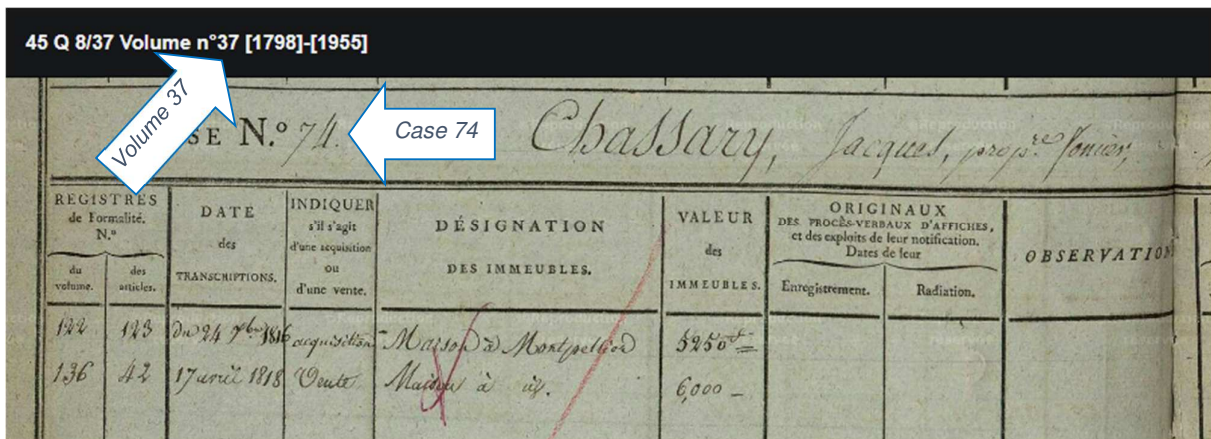 45 Q 8/37 Volume n°37 [1798]-[1955]
Volume 37
SE N.º 74.
Case 74
Chassary, Jacques, prop.re foncier,
REGISTRES
de Formalité.
N.º
du
volume.
des
articles.
DATE
des
TRANSCRIPTIONS.
INDIQUER
s'il s'agit
d'une acquisition
ou
d'une vente.
DÉSIGNATION
DES IMMEUBLES.
VALEUR
des
IMMEUBLES.
ORIGINAUX
DES PROCÈS-VERBAUX D'AFFICHES,
et des exploits de leur notification.
Dates de leur
Enregistrement.
Radiation.
OBSERVATION
122 123 Du 24 7bre 1816 acquisition Maison à Montpellier 5250
136 42 17 avril 1818 Vente Maison à id. 6,000